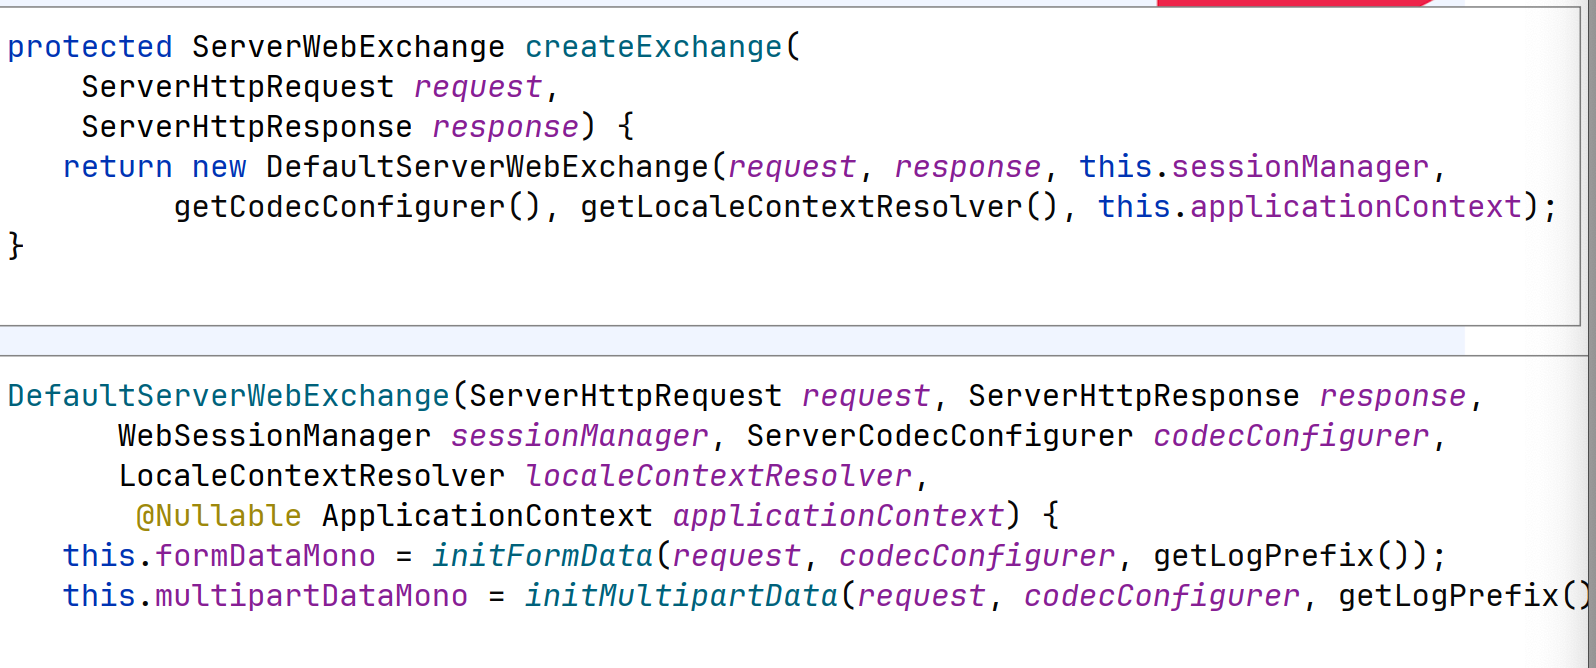 protected ServerWebExchange createExchange(
ServerHttpRequest request,
ServerHttpResponse response) {
return new DefaultServerWebExchange(request, response, this.sessionManager,
getCodecConfigurer(), getLocaleContextResolver(), this.applicationContext);
}
DefaultServerWebExchange(ServerHttpRequest request, ServerHttpResponse response,
WebSessionManager sessionManager, ServerCodecConfigurer codecConfigurer,
LocaleContextResolver localeContextResolver,
@Nullable ApplicationContext applicationContext) {
this.formDataMono = initFormData(request, codecConfigurer, getLogPrefix());
this.multipartDataMono = initMultipartData(request, codecConfigurer, getLogPrefix()